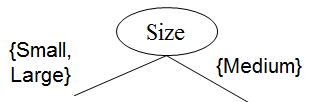 Size
{Small,
Large}
{Medium}